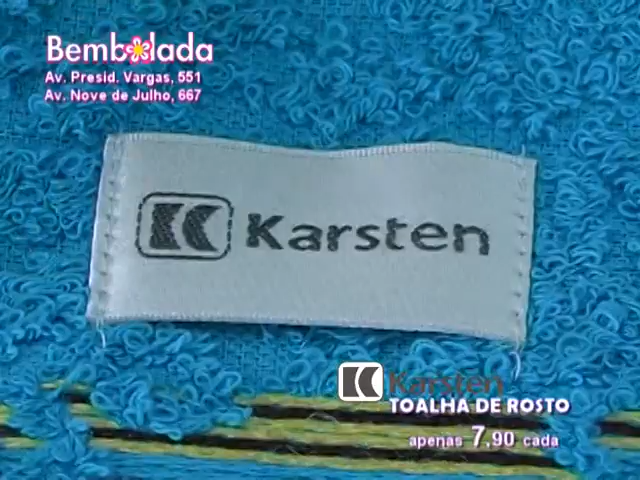 Bembolada
Av. Presid. Vargas, 551
Av. Nove de Julho, 667
Karsten
Karsten
TOALHA DE ROSTO
apenas 7,90 cada